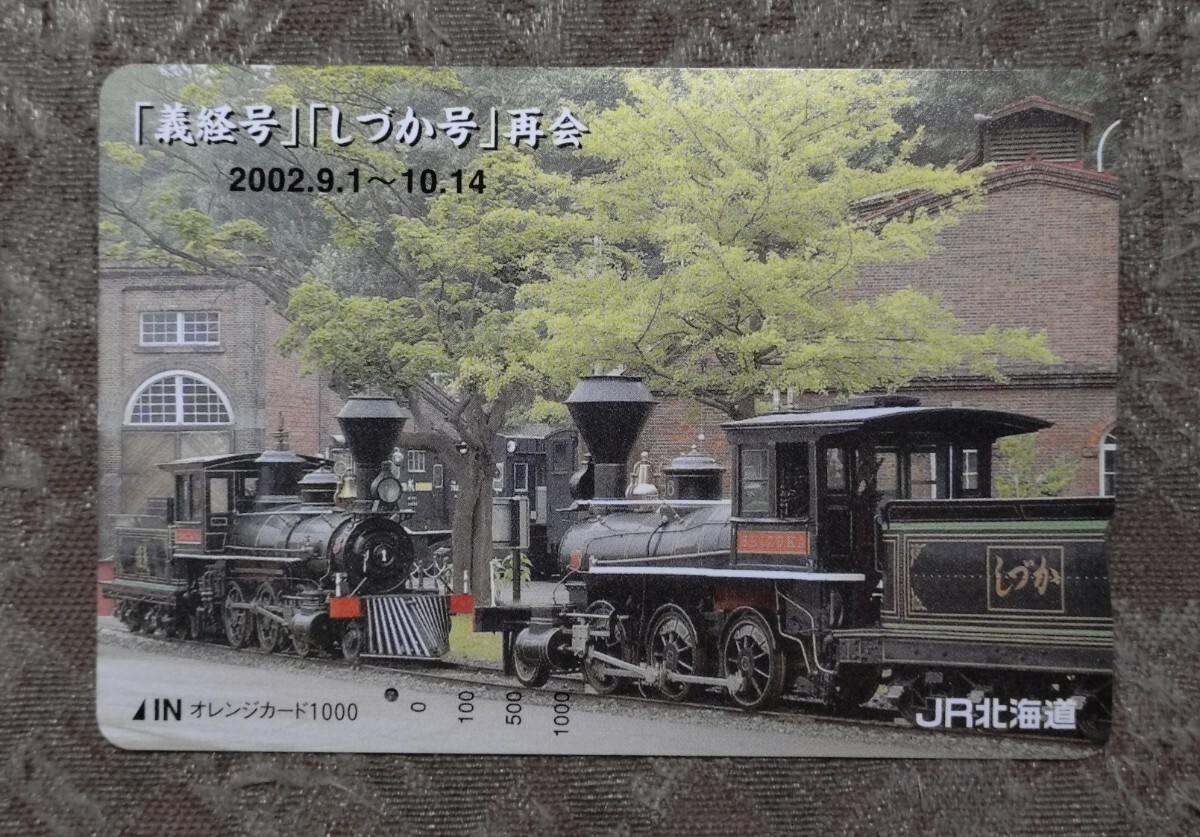 「義経号」「しづか号」再会
2002.9.1～10.14
1
SHIZUKA
しづか
◢IN オレンジカード1000
0 100 500 1000
JR北海道